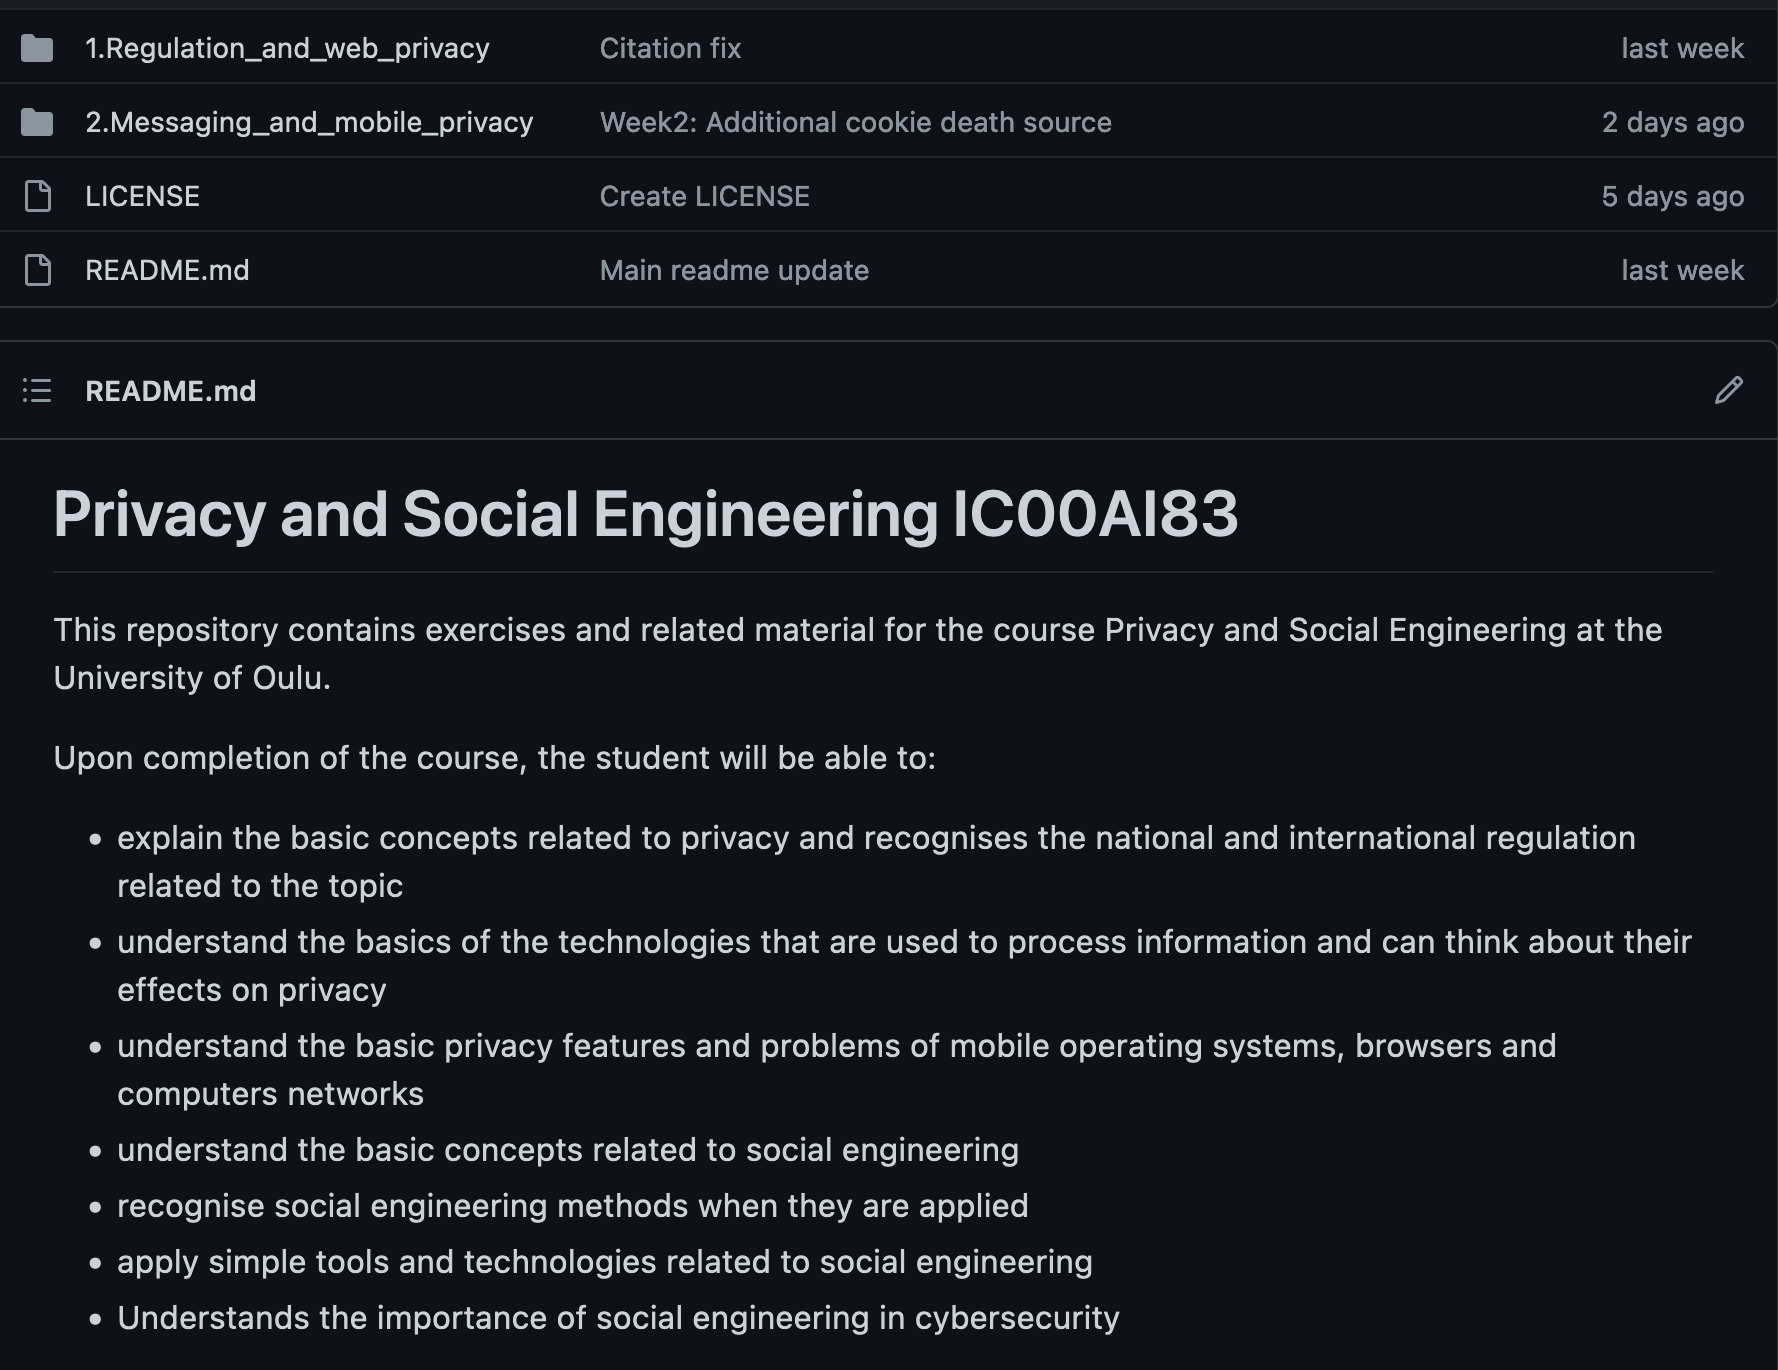 1.Regulation_and_web_privacy Citation fix last week
2.Messaging_and_mobile_privacy Week2: Additional cookie death source 2 days ago
LICENSE Create LICENSE 5 days ago
README.md Main readme update last week
README.md
Privacy and Social Engineering IC00AI83
This repository contains exercises and related material for the course Privacy and Social Engineering at the
University of Oulu.
Upon completion of the course, the student will be able to:
• explain the basic concepts related to privacy and recognises the national and international regulation
related to the topic
• understand the basics of the technologies that are used to process information and can think about their
effects on privacy
• understand the basic privacy features and problems of mobile operating systems, browsers and
computers networks
• understand the basic concepts related to social engineering
• recognise social engineering methods when they are applied
• apply simple tools and technologies related to social engineering
• Understands the importance of social engineering in cybersecurity